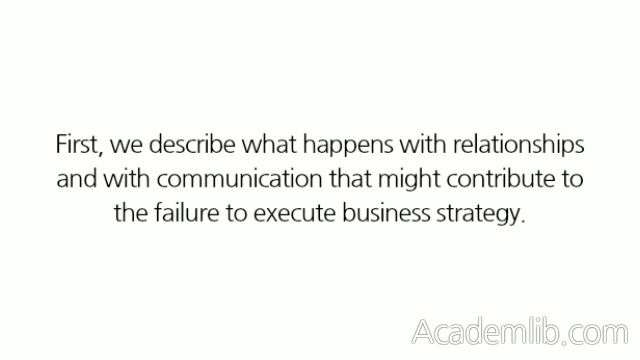 First, we describe what happens with relationships
and with communication that might contribute to
the failure to execute business strategy.
Academlib.com